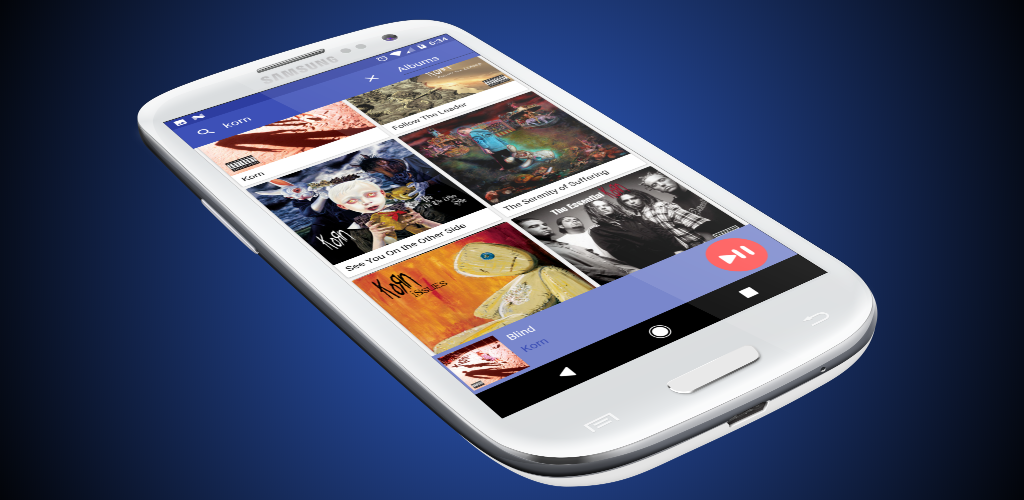 SAMSUNG
6:34
korn
Albums
Korn
Follow The Leader
KoRn
See You On the Other Side
The Serenity of Suffering
KoRn
ISSUES
The Essential
Blind
Korn